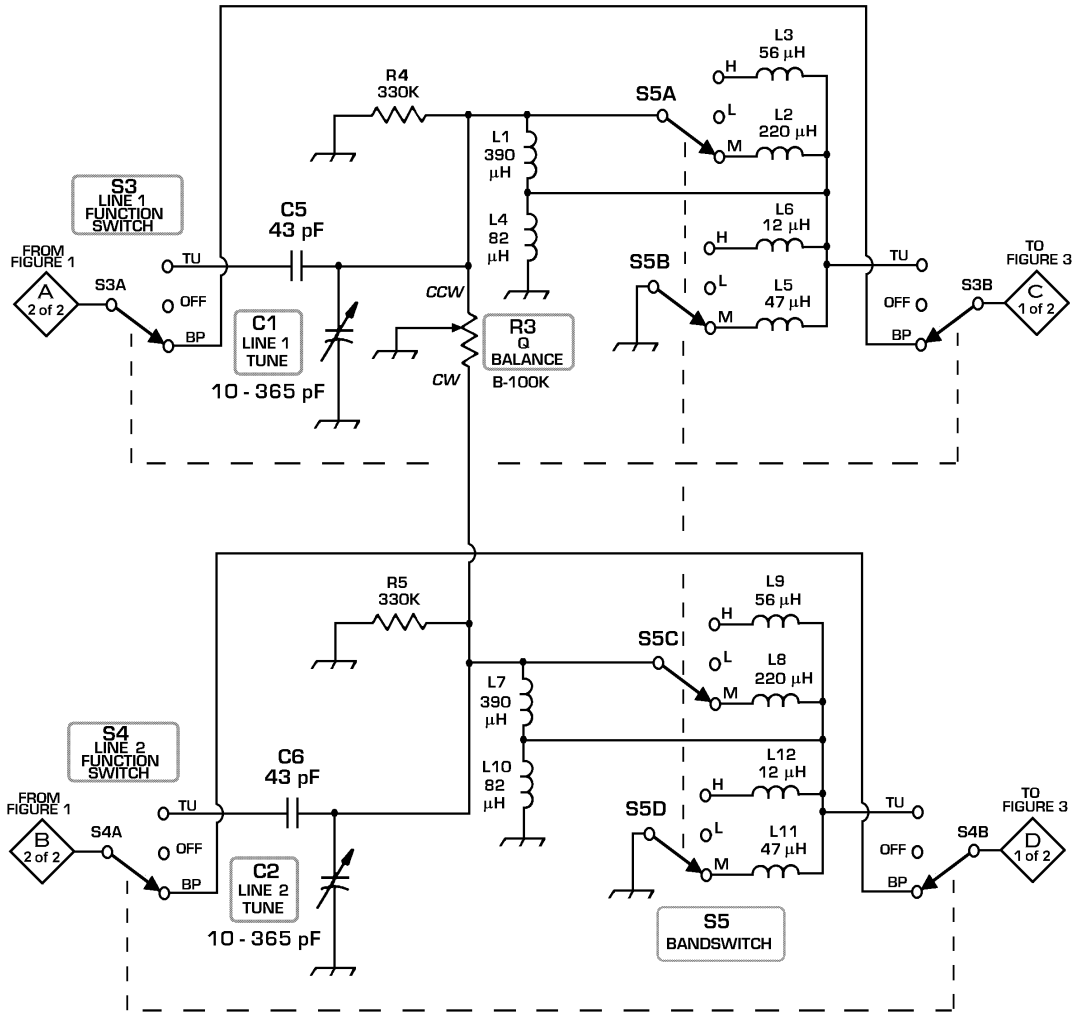 L3
56 µH
H
R4
330K
S5A
L
L2
220 µH
M
L1
390
µH
S3
LINE 1
FUNCTION
SWITCH
C5
43 pF
L4
82
µH
L6
12 µH
H
FROM
FIGURE 1
TO
FIGURE 3
TU
S5B
TU
A
2 of 2
S3A
OFF
CCW
L
L5
47 µH
OFF
S3B
C
1 of 2
C1
LINE 1
TUNE
R3
Q
BALANCE
M
BP
BP
10 - 365 pF
CW
B-100K
R5
330K
L9
56 µH
H
S5C
L
L8
220 µH
M
L7
390
µH
S4
LINE 2
FUNCTION
SWITCH
C6
43 pF
L10
82
µH
L12
12 µH
H
FROM
FIGURE 1
TO
FIGURE 3
TU
S5D
TU
B
2 of 2
S4A
OFF
L
L11
47 µH
OFF
S4B
D
1 of 2
C2
LINE 2
TUNE
M
BP
BP
10 - 365 pF
S5
BANDSWITCH